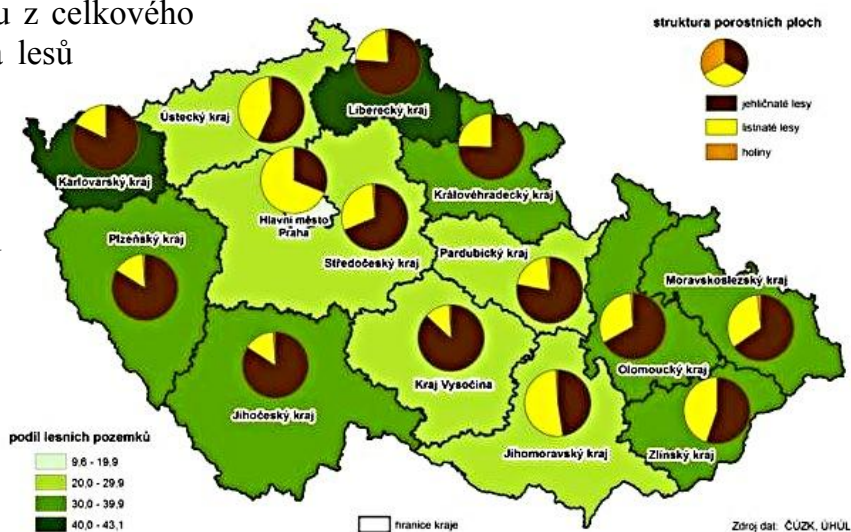 u z celkového
lesů
struktura porostních ploch
jehličnaté lesy
listnaté lesy
holiny
Liberecký kraj
Ústecký kraj
Karlovarský kraj
Královéhradecký kraj
Hlavní město
Praha
Plzeňský kraj
Středočeský kraj
Pardubický kraj
Moravskoslezský kraj
Olomoucký kraj
Kraj Vysočina
Jihočeský kraj
Jihomoravský kraj
Zlínský kraj
podíl lesních pozemků
9,6 - 19,9
20,0 - 29,9
30,0 - 39,9
40,0 - 43,1
hranice kraje
Zdroj dat: ČÚZK, ÚHÚL